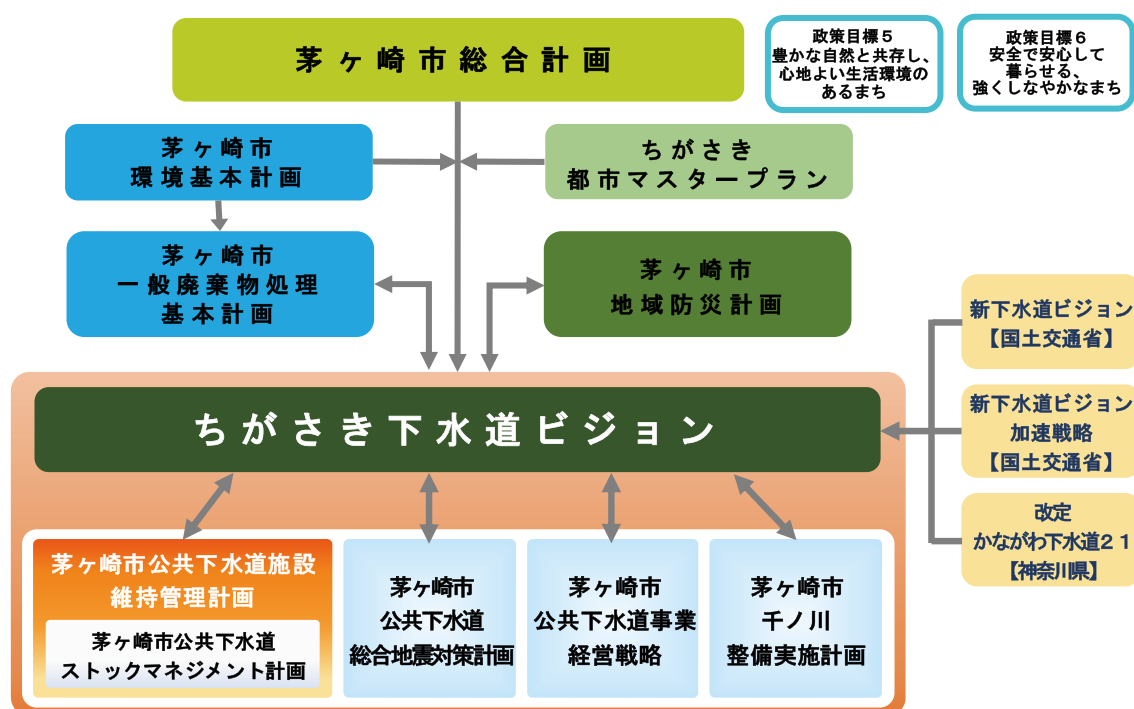 茅ヶ崎市総合計画
政策目標５
豊かな自然と共存し、
心地よい生活環境の
あるまち
政策目標６
安全で安心して
暮らせる、
強くしなやかなまち
茅ヶ崎市
環境基本計画
ちがさき
都市マスタープラン
茅ヶ崎市
一般廃棄物処理
基本計画
茅ヶ崎市
地域防災計画
新下水道ビジョン
【国土交通省】
ちがさき下水道ビジョン
新下水道ビジョン
加速戦略
【国土交通省】
改定
かながわ下水道２１
【神奈川県】
茅ヶ崎市公共下水道施設
維持管理計画
茅ヶ崎市公共下水道
ストックマネジメント計画
茅ヶ崎市
公共下水道
総合地震対策計画
茅ヶ崎市
公共下水道事業
経営戦略
茅ヶ崎市
千ノ川
整備実施計画